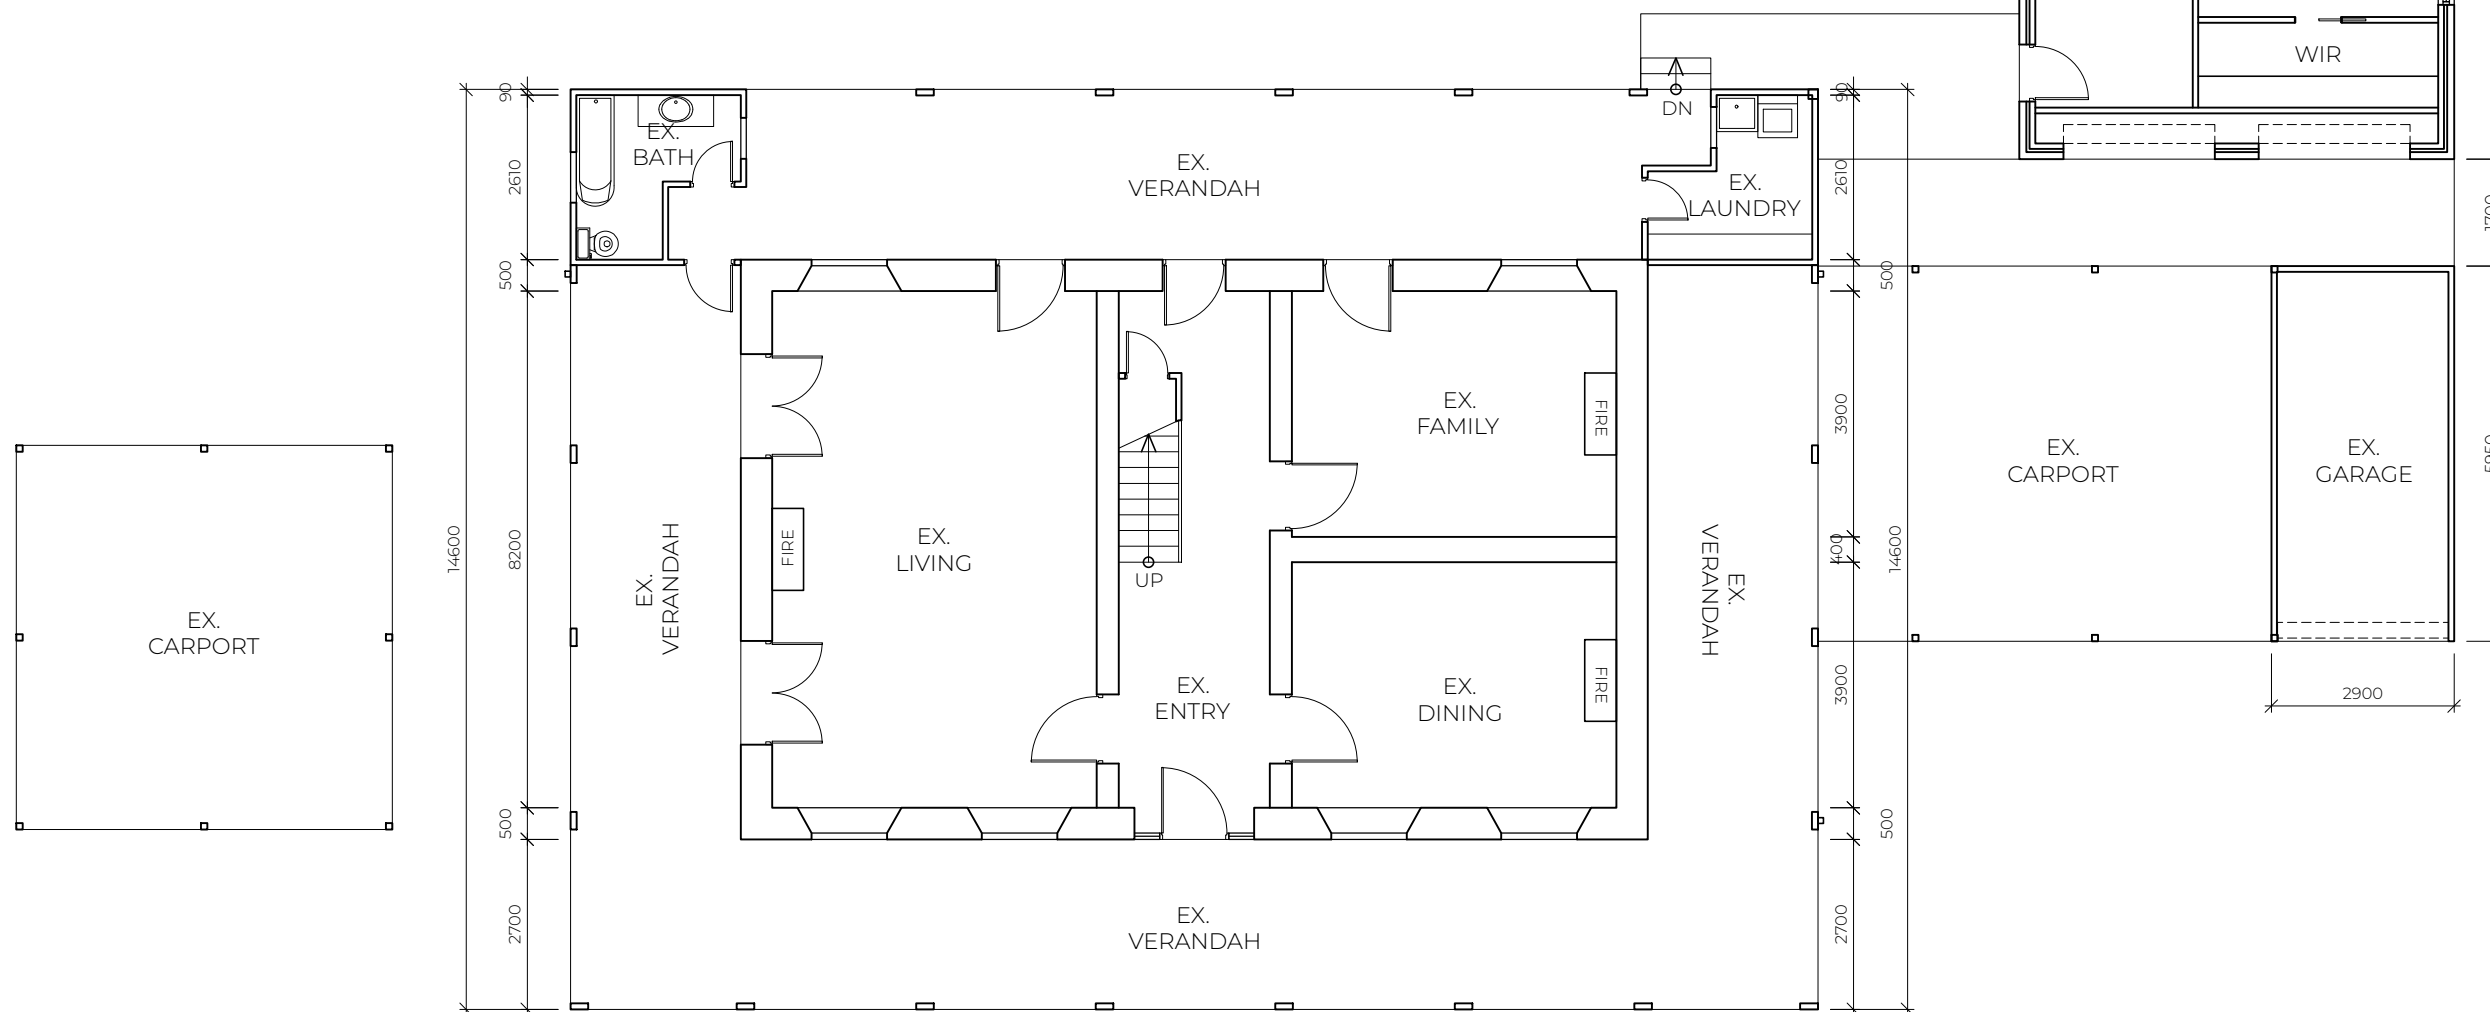 WIR
DN
EX.
BATH
EX.
VERANDAH
EX.
LAUNDRY
90
2610
500
8200
500
2700
14600
90
2610
500
3900
400
3900
500
2700
14600
EX.
CARPORT
EX.
VERANDAH
FIRE
EX.
LIVING
UP
EX.
ENTRY
EX.
FAMILY
FIRE
EX.
DINING
FIRE
EX.
VERANDAH
EX.
VERANDAH
EX.
CARPORT
EX.
GARAGE
2900